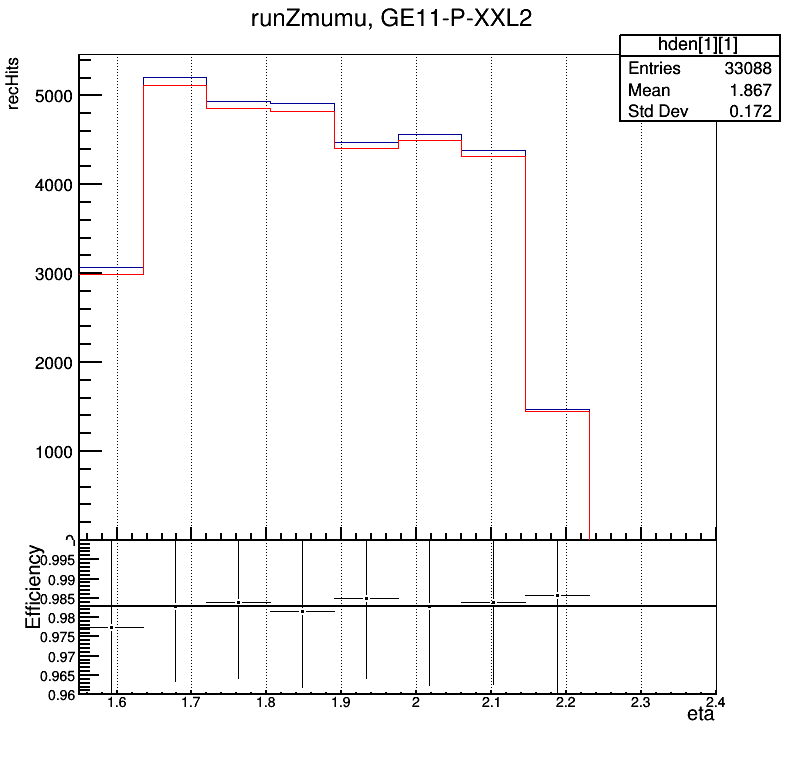 runZmumu, GE11-P-XXL2
hden[1][1]
Entries 33088
Mean 1.867
Std Dev 0.172
recHits
5000
4000
3000
2000
1000
0
Efficiency
0.995
0.99
0.985
0.98
0.975
0.97
0.965
0.96
1.6 1.7 1.8 1.9 2 2.1 2.2 2.3 2.4
eta